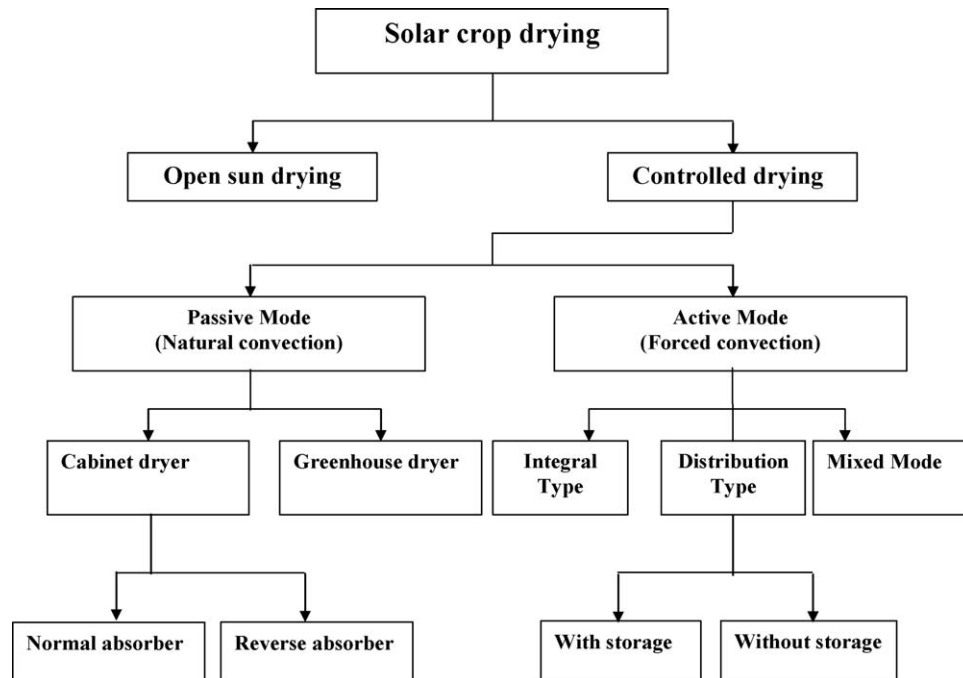 Solar crop drying
Open sun drying
Controlled drying
Passive Mode
(Natural convection)
Active Mode
(Forced convection)
Cabinet dryer
Greenhouse dryer
Integral
Type
Distribution
Type
Mixed Mode
Normal absorber
Reverse absorber
With storage
Without storage